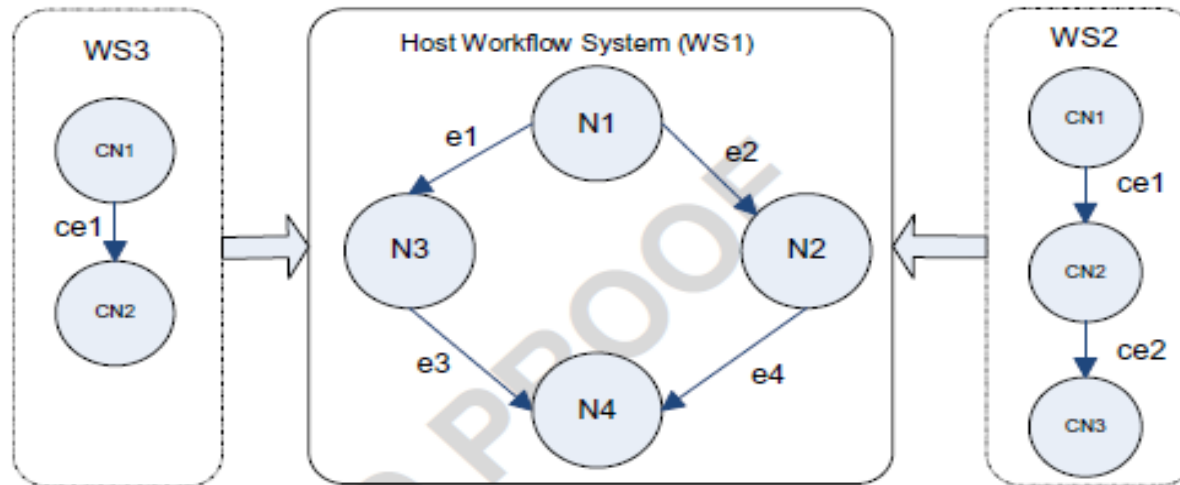 WS3
CN1
ce1
CN2
Host Workflow System (WS1)
N1
e1
e2
N3
N2
e3
e4
N4
WS2
CN1
ce1
CN2
ce2
CN3
PROOF